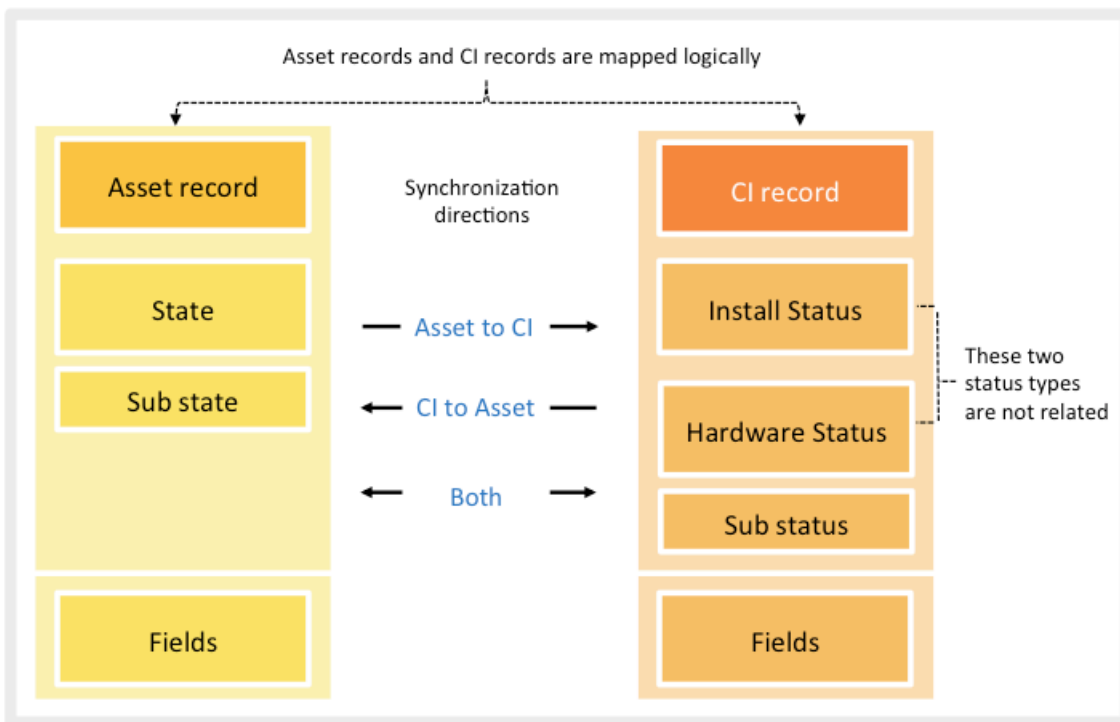 Asset records and CI records are mapped logically
Asset record
Synchronization
directions
CI record
State
Asset to CI
Install Status
Sub state
CI to Asset
Hardware Status
These two
status types
are not related
Both
Sub status
Fields
Fields